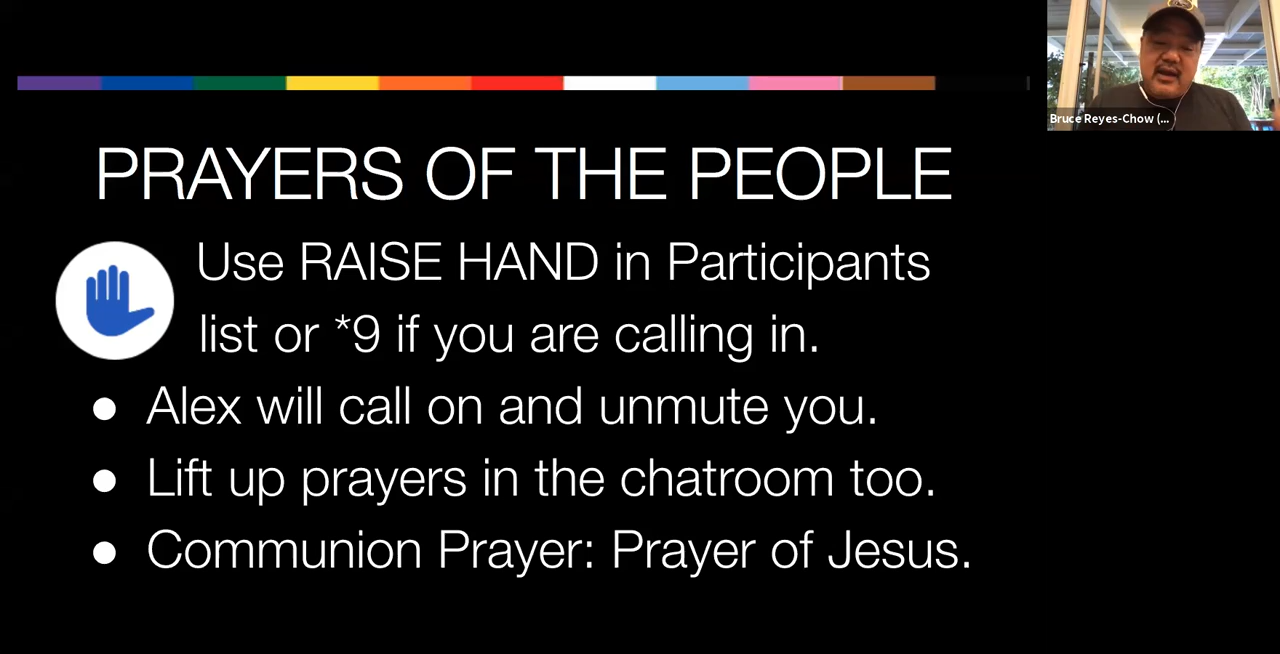 Bruce Reyes-Chow (...
PRAYERS OF THE PEOPLE
Use RAISE HAND in Participants
list or *9 if you are calling in.
● Alex will call on and unmute you.
● Lift up prayers in the chatroom too.
● Communion Prayer: Prayer of Jesus.